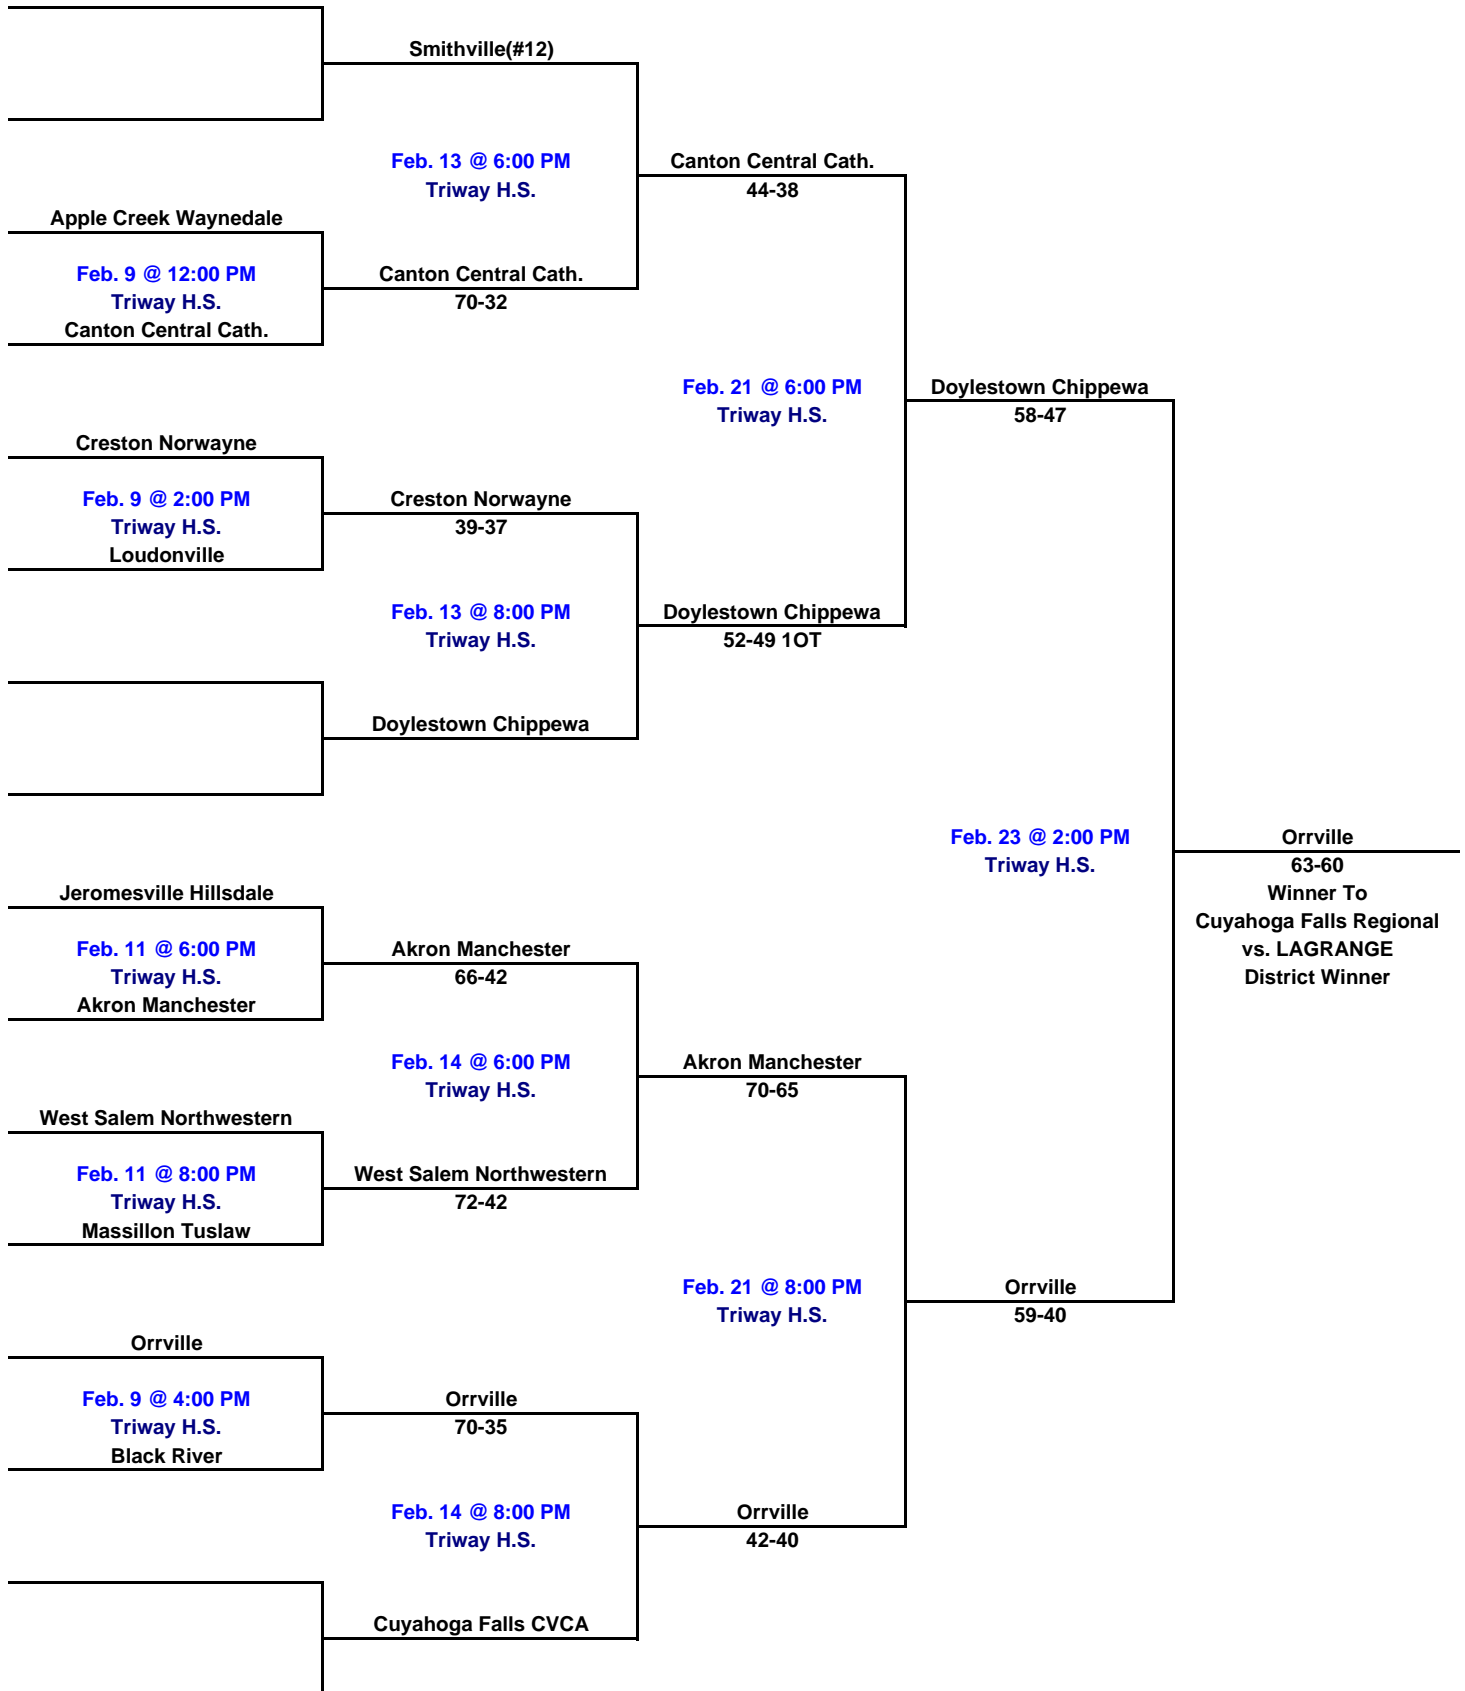 Smithville(#12)
Feb. 13 @ 6:00 PM
Triway H.S.
Canton Central Cath.
44-38
Apple Creek Waynedale
Feb. 9 @ 12:00 PM
Triway H.S.
Canton Central Cath.
Canton Central Cath.
70-32
Feb. 21 @ 6:00 PM
Triway H.S.
Doylestown Chippewa
58-47
Creston Norwayne
Feb. 9 @ 2:00 PM
Triway H.S.
Loudonville
Creston Norwayne
39-37
Feb. 13 @ 8:00 PM
Triway H.S.
Doylestown Chippewa
52-49 1OT
Doylestown Chippewa
Feb. 23 @ 2:00 PM
Triway H.S.
Orrville
63-60
Winner To
Cuyahoga Falls Regional
vs. LAGRANGE
District Winner
Jeromesville Hillsdale
Feb. 11 @ 6:00 PM
Triway H.S.
Akron Manchester
Akron Manchester
66-42
Feb. 14 @ 6:00 PM
Triway H.S.
Akron Manchester
70-65
West Salem Northwestern
Feb. 11 @ 8:00 PM
Triway H.S.
Massillon Tuslaw
West Salem Northwestern
72-42
Feb. 21 @ 8:00 PM
Triway H.S.
Orrville
59-40
Orrville
Feb. 9 @ 4:00 PM
Triway H.S.
Black River
Orrville
70-35
Feb. 14 @ 8:00 PM
Triway H.S.
Orrville
42-40
Cuyahoga Falls CVCA